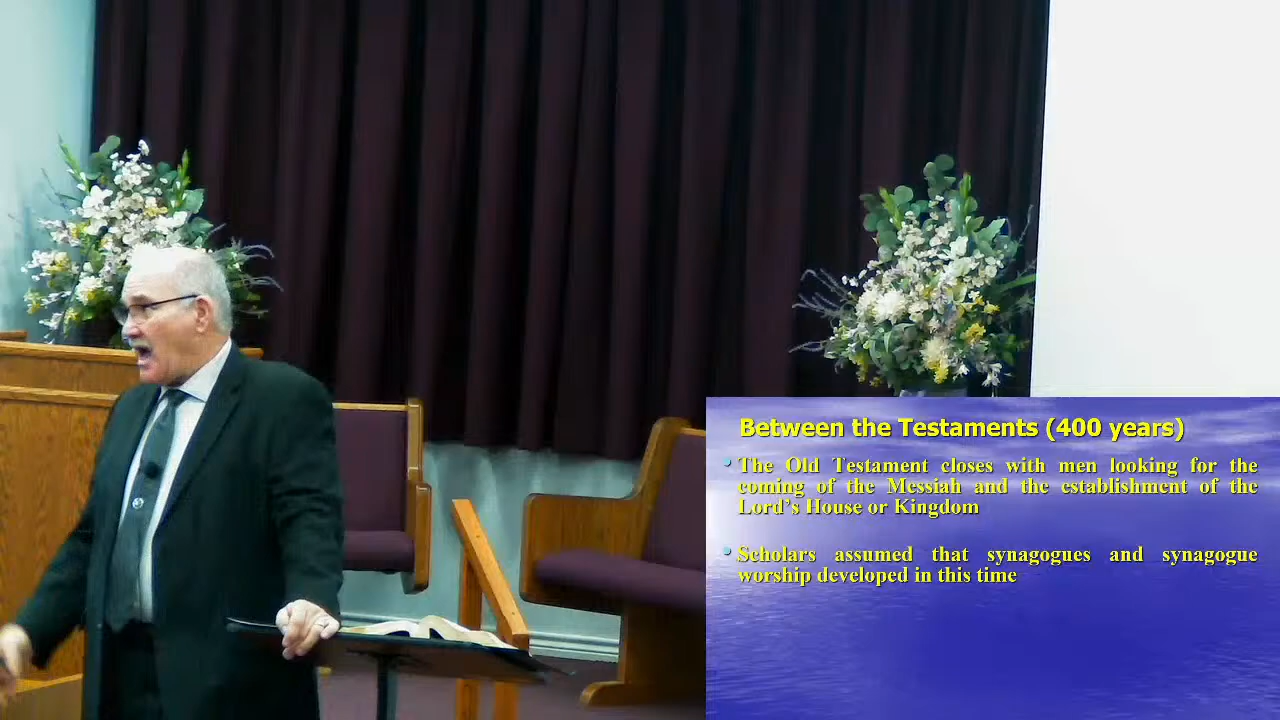 Between the Testaments (400 years)
• The Old Testament closes with men looking for the
coming of the Messiah and the establishment of the
Lord's House or Kingdom
• Scholars assumed that synagogues and synagogue
worship developed in this time